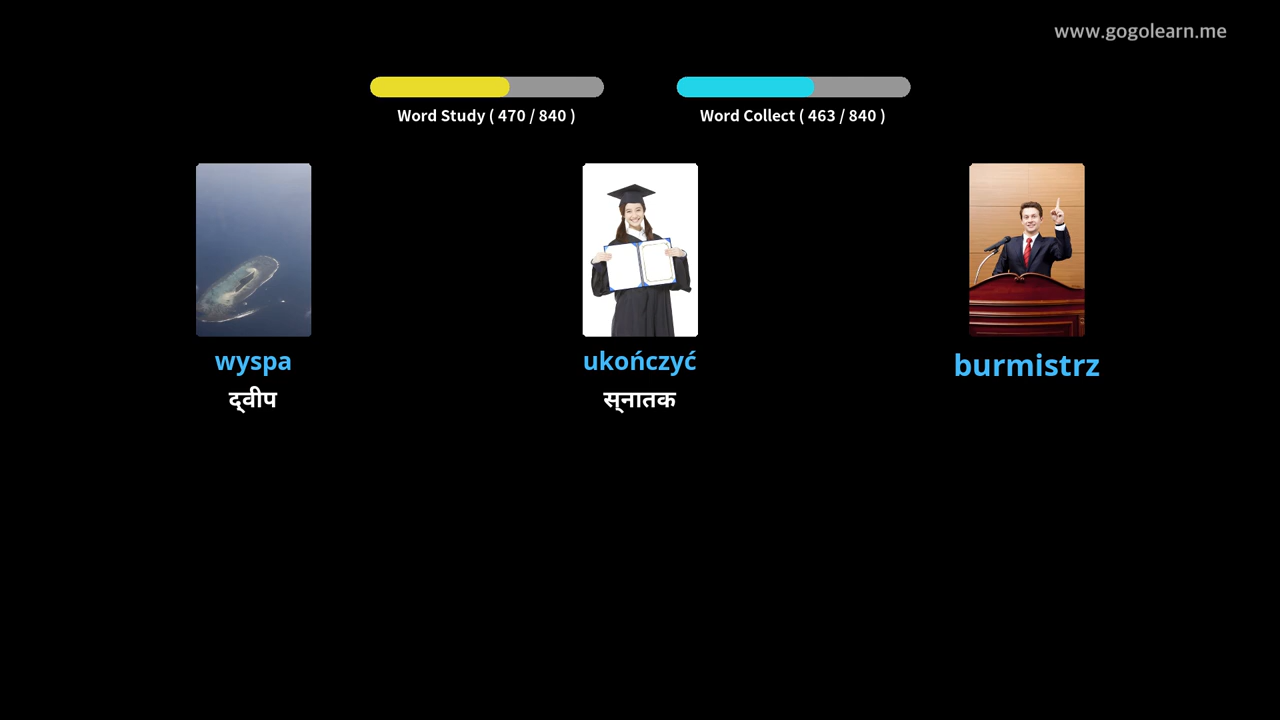 www.gogolearn.me
Word Study ( 470 / 840 )
Word Collect ( 463 / 840 )
wyspa
ukończyć
burmistrz
द्वीप
स्नातक